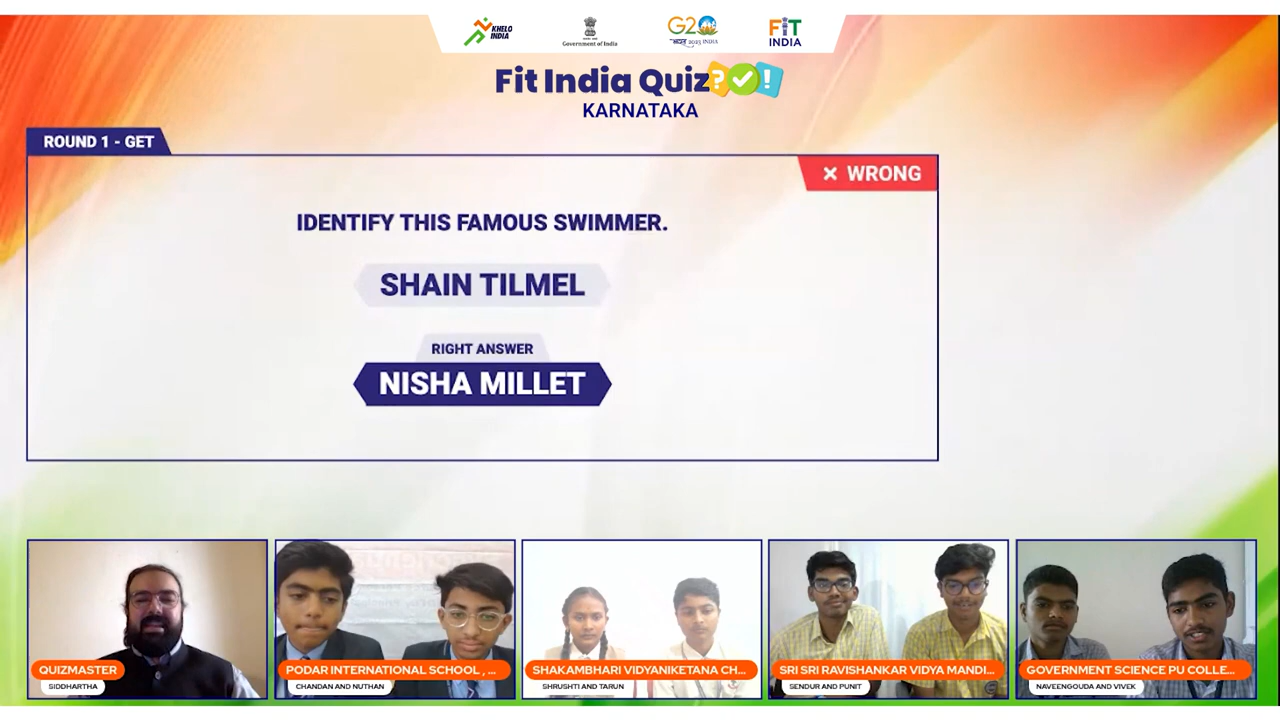 KHELO
INDIA
Government of India
G20
2023 INDIA
FIT
INDIA
Fit India Quiz?!
KARNATAKA
ROUND 1 - GET
× WRONG
IDENTIFY THIS FAMOUS SWIMMER.
SHAIN TILMEL
RIGHT ANSWER
NISHA MILLET
QUIZMASTER
SIDDHARTHA
PODAR INTERNATIONAL SCHOOL , ...
CHANDAN AND NUTHAN
SHAKAMBHARI VIDYANIKETANA CH...
SHRUSHTI AND TARUN
SRI SRI RAVISHANKAR VIDYA MANDI...
SENDUR AND PUNIT
GOVERNMENT SCIENCE PU COLLE...
NAVEENGOUDA AND VIVEK